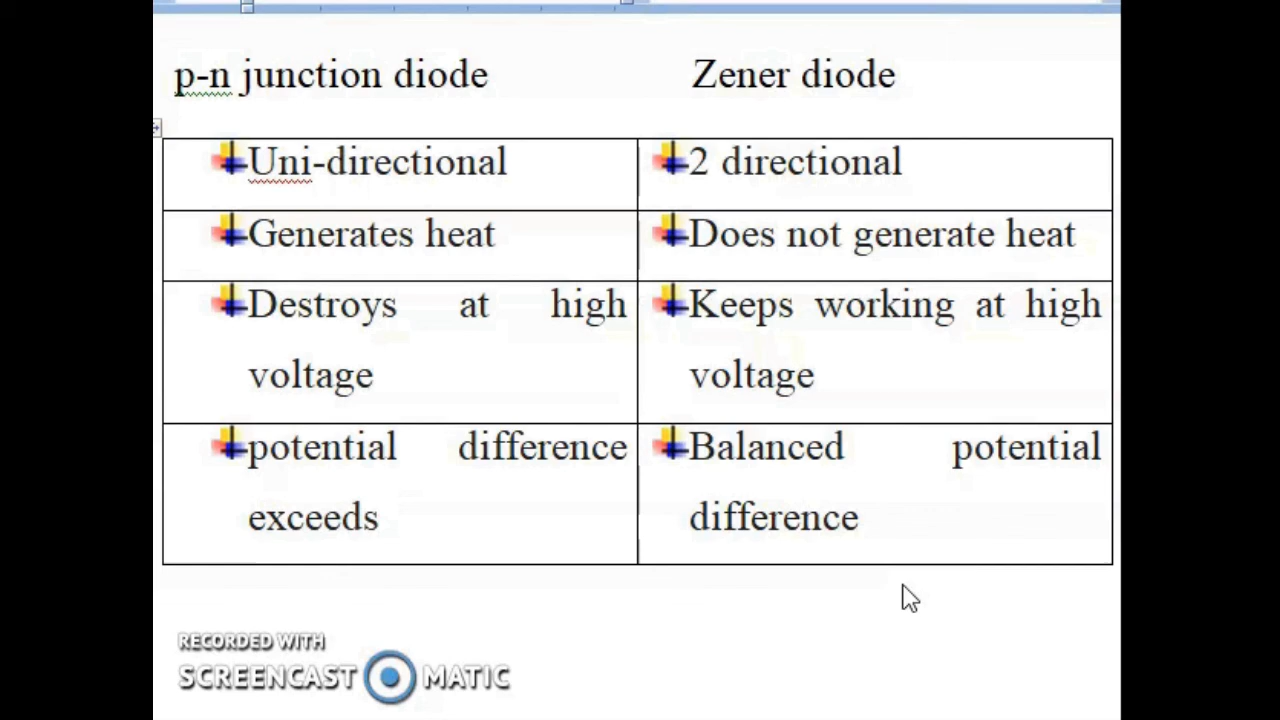 p-n junction diode
Zener diode
Uni-directional
2 directional
Generates heat
Does not generate heat
Destroys at high
voltage
Keeps working at high
voltage
potential difference
exceeds
Balanced potential
difference
RECORDED WITH
SCREENCAST MATIC